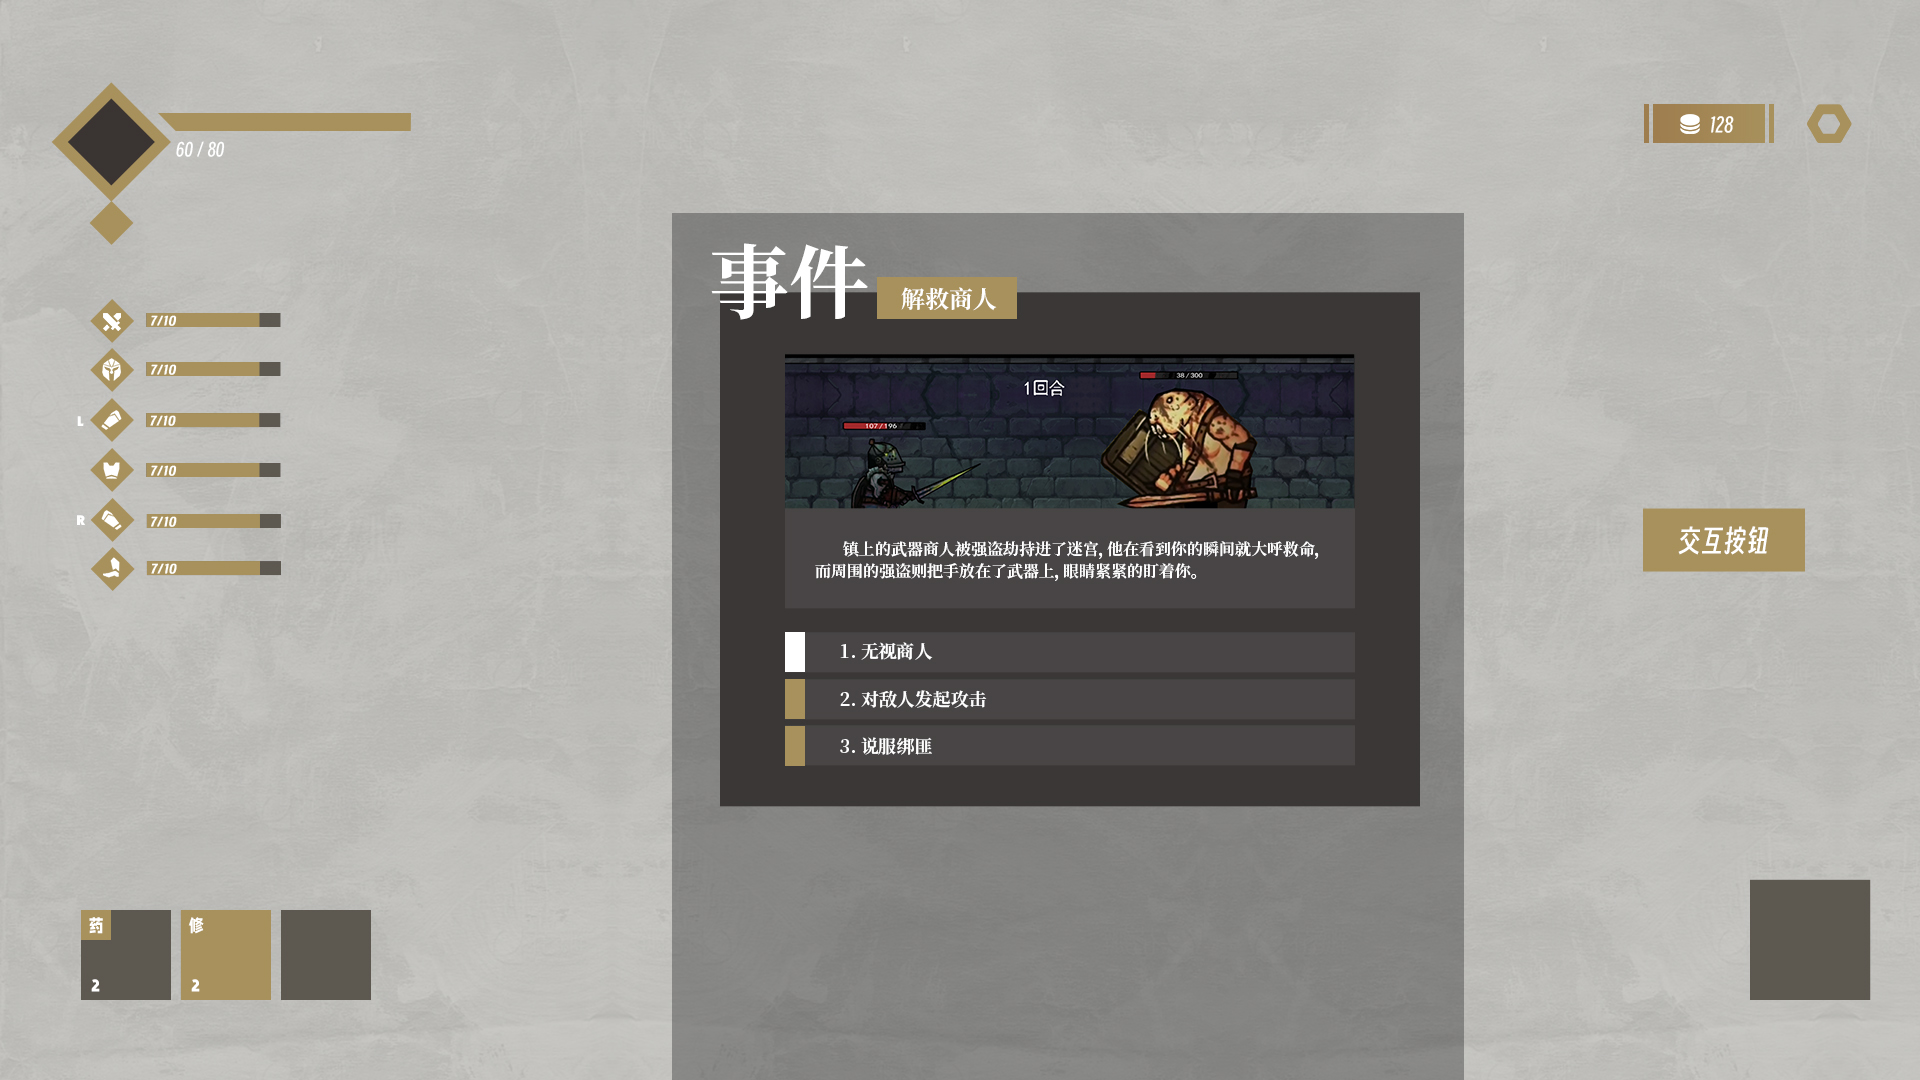 60 / 80
128
事件
解救商人
7/10
7/10
L 7/10
7/10
R 7/10
7/10
1回合
38/300
107/196
镇上的武器商人被强盗劫持进了迷宫, 他在看到你的瞬间就大呼救命,
而周围的强盗则把手放在了武器上, 眼睛紧紧的盯着你。
1. 无视商人
2. 对敌人发起攻击
3. 说服绑匪
交互按钮
药
2
修
2